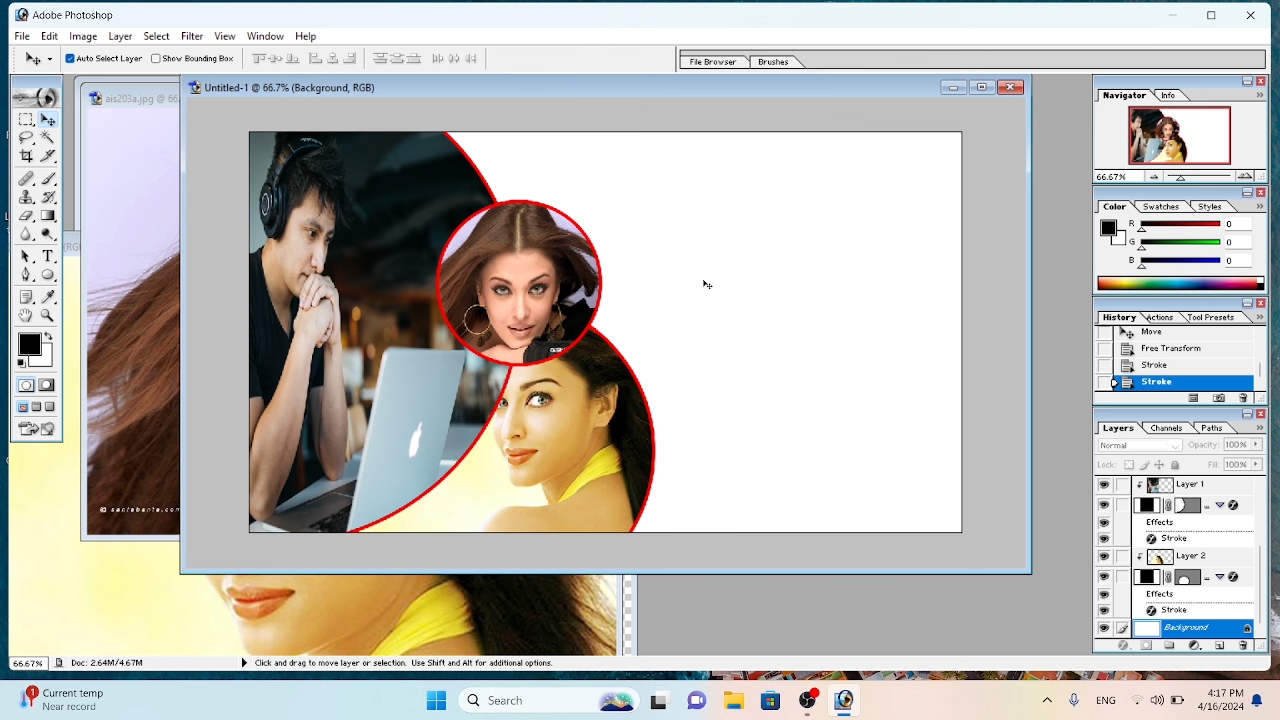 Adobe Photoshop
File Edit Image Layer Select Filter View Window Help
Auto Select Layer Show Bounding Box
File Browser Brushes
Untitled-1 @ 66.7% (Background, RGB)
ais203a.jpg @ 66.
(RG
Navigator Info
66.67%
Color Swatches Styles
R 0
G 0
B 0
History Actions Tool Presets
Move
Free Transform
Stroke
Stroke
Layers Channels Paths
Normal Opacity: 100%
Lock: Fill: 100%
Layer 1
Effects
Stroke
Layer 2
Effects
Stroke
Background
© santabanta.com
66.67% Doc: 2.64M/4.67M Click and drag to move layer or selection. Use Shift and Alt for additional options.
1 Current temp
Near record
Search
ENG
4:17 PM
4/16/2024